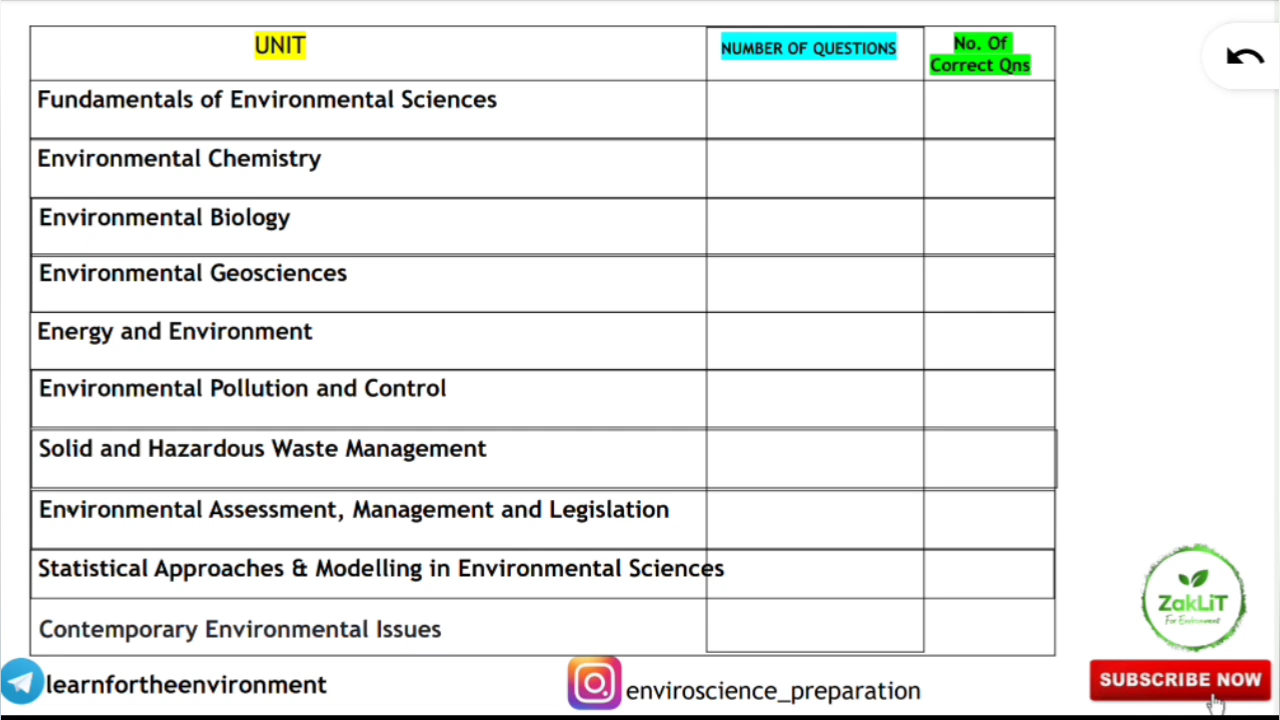 UNIT
NUMBER OF QUESTIONS
No. Of
Correct Qns
Fundamentals of Environmental Sciences
Environmental Chemistry
Environmental Biology
Environmental Geosciences
Energy and Environment
Environmental Pollution and Control
Solid and Hazardous Waste Management
Environmental Assessment, Management and Legislation
Statistical Approaches & Modelling in Environmental Sciences
Contemporary Environmental Issues
ZakLiT
For Environment
learnfortheenvironment
enviroscience_preparation
SUBSCRIBE NOW